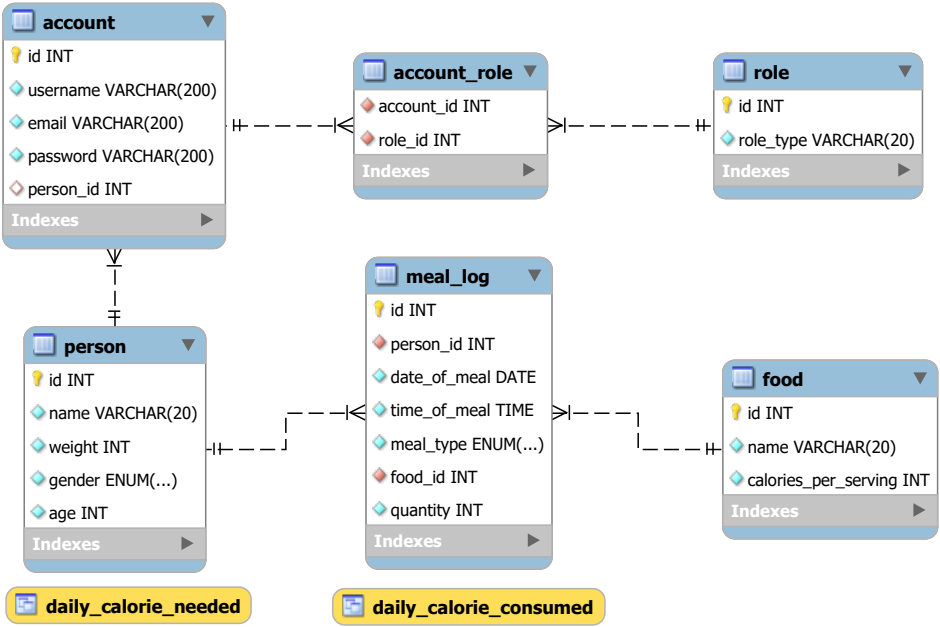 account
id INT
username VARCHAR(200)
email VARCHAR(200)
password VARCHAR(200)
person_id INT
Indexes
account_role
account_id INT
role_id INT
Indexes
role
id INT
role_type VARCHAR(20)
Indexes
person
id INT
name VARCHAR(20)
weight INT
gender ENUM(...)
age INT
Indexes
meal_log
id INT
person_id INT
date_of_meal DATE
time_of_meal TIME
meal_type ENUM(...)
food_id INT
quantity INT
Indexes
food
id INT
name VARCHAR(20)
calories_per_serving INT
Indexes
daily_calorie_needed
daily_calorie_consumed